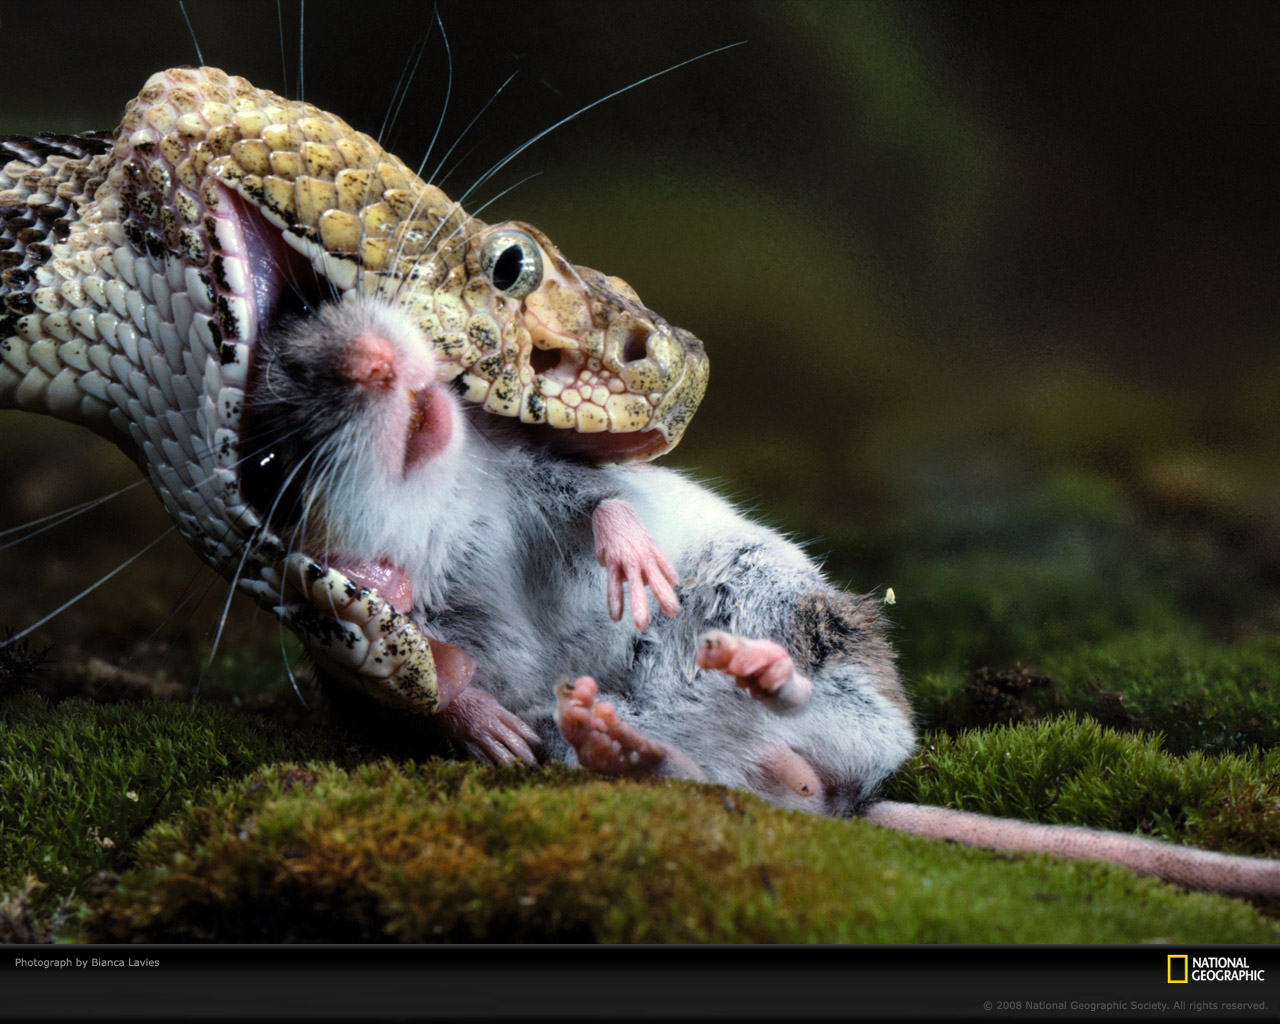 Photograph by Bianca Lavies
NATIONAL
GEOGRAPHIC
© 2008 National Geographic Society. All rights reserved.